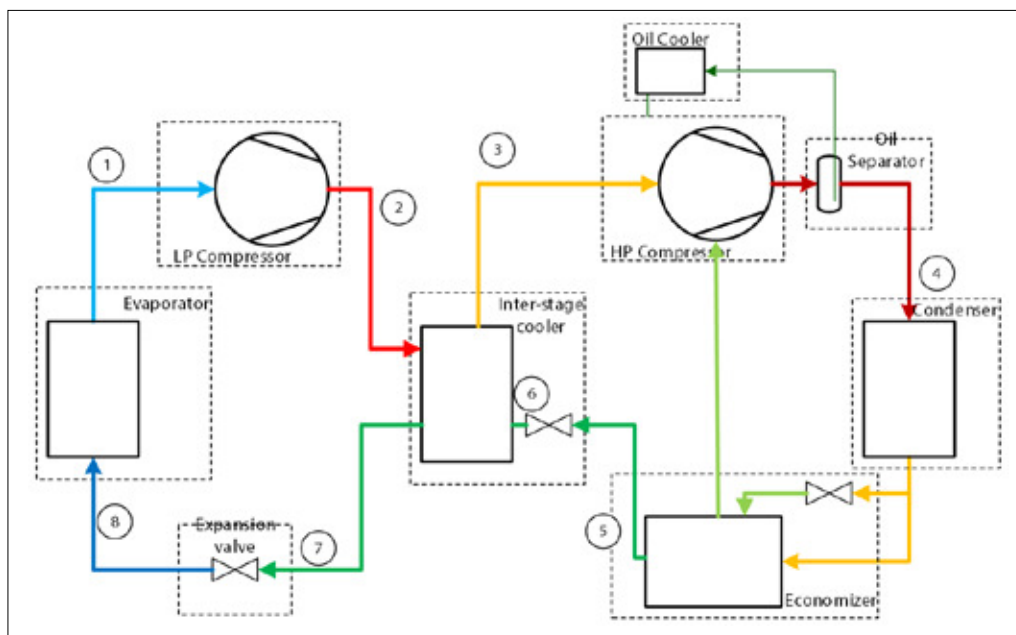 Oil Cooler
1
3
Oil
Separator
2
LP Compressor
HP Compressor
4
Evaporator
Inter-stage
cooler
Condenser
6
5
8
Expansion
valve
7
Economizer